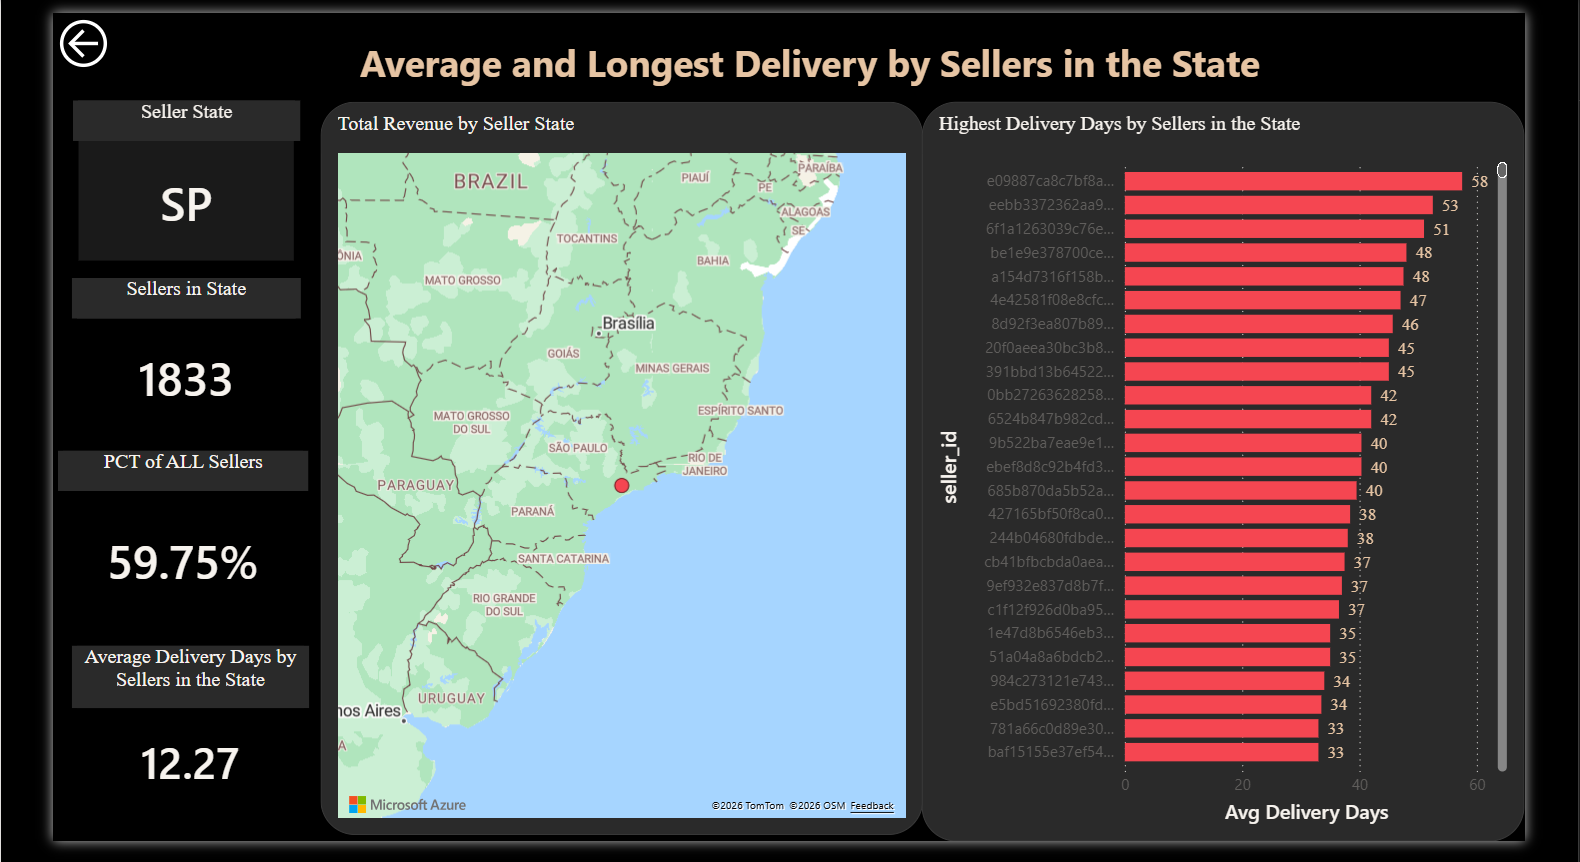 Average and Longest Delivery by Sellers in the State
Seller State
SP
Sellers in State
1833
PCT of ALL Sellers
59.75%
Average Delivery Days by
Sellers in the State
12.27
Total Revenue by Seller State
BRAZIL
PIAUÍ
PARAÍBA
PE
ALAGOAS
SE
TOCANTINS
ÔNIA
BAHIA
MATO GROSSO
Brasília
GOIÁS
MINAS GERAIS
MATO GROSSO
DO SUL
ESPÍRITO SANTO
SÃO PAULO
RIO DE
JANEIRO
PARAGUAY
PARANÁ
SANTA CATARINA
RIO GRANDE
DO SUL
URUGUAY
nos Aires
A
Microsoft Azure
©2026 TomTom ©2026 OSM Feedback
Highest Delivery Days by Sellers in the State
seller_id
e09887ca8c7bf8a... 58
eebb3372362aa9... 53
6f1a1263039c76e... 51
be1e9e378700ce... 48
a154d7316f158b... 48
4e42581f08e8cfc... 47
8d92f3ea807b89... 46
20f0aeea30bc3b8... 45
391bbd13b64522... 45
0bb27263628258... 42
6524b847b982cd... 42
9b522ba7eae9e1... 40
ebef8d8c92b4fd3... 40
685b870da5b52a... 40
427165bf50f8ca0... 38
244b04680fdbde... 38
cb41bfbcbda0aea... 37
9ef932e837d8b7f... 37
c1f12f926d0ba95... 37
1e47d8b6546eb3... 35
51a04a8a6bdcb2... 35
984c273121e743... 34
e5bd51692380fd... 34
781a66c0d89e30... 33
baf15155e37ef54... 33
0 20 40 60
Avg Delivery Days